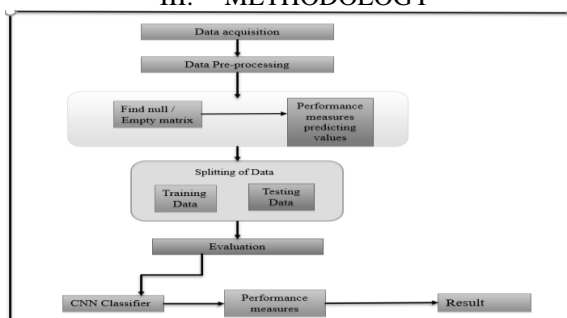 III. METHODOLOGY
Data acquisition
Data Pre-processing
Find null /
Empty matrix
Performance
measures
predicting
values
Splitting of Data
Training
Data
Testing
Data
Evaluation
CNN Classifier
Performance
measures
Result